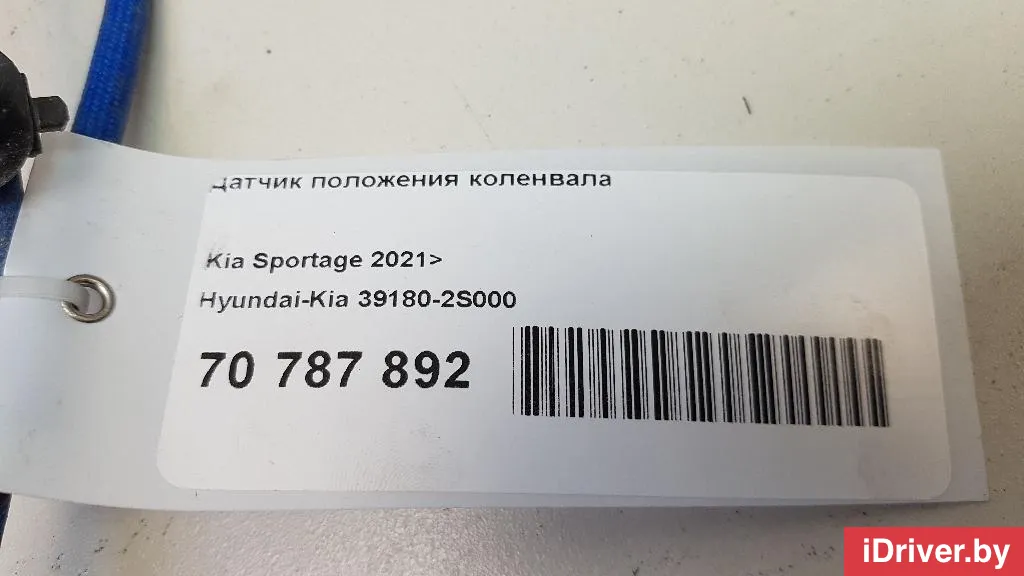 Датчик положения коленвала
Kia Sportage 2021>
Hyundai-Kia 39180-2S000
70 787 892
iDriver.by